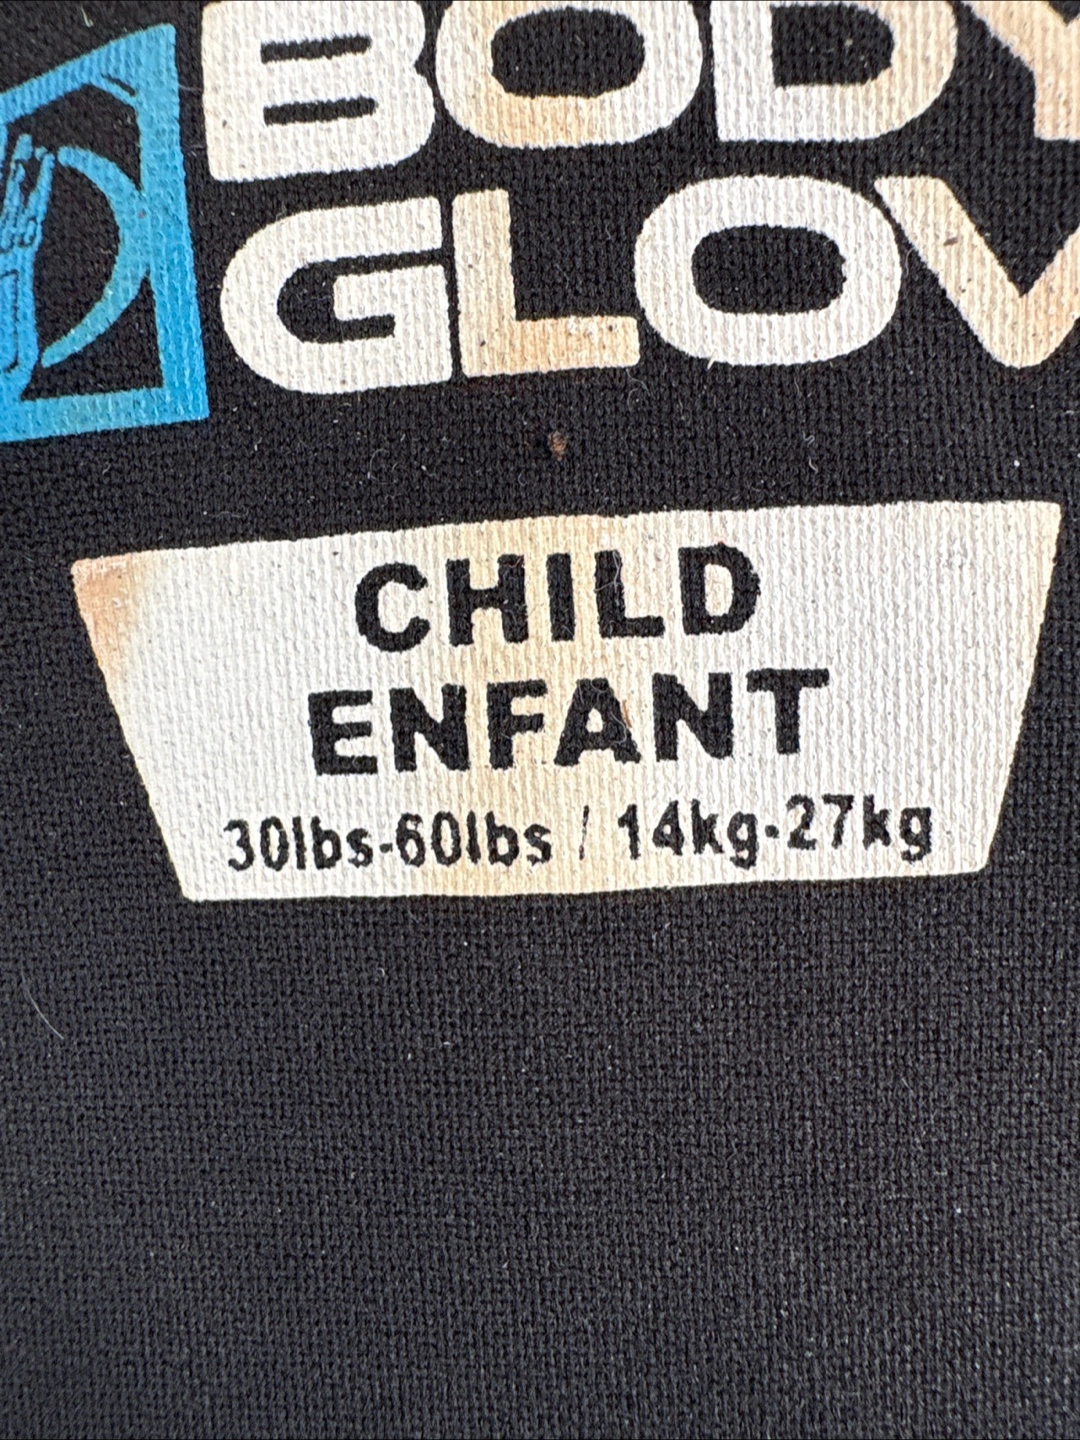 BODY
GLOV
CHILD
ENFANT
30lbs-60lbs / 14kg-27kg